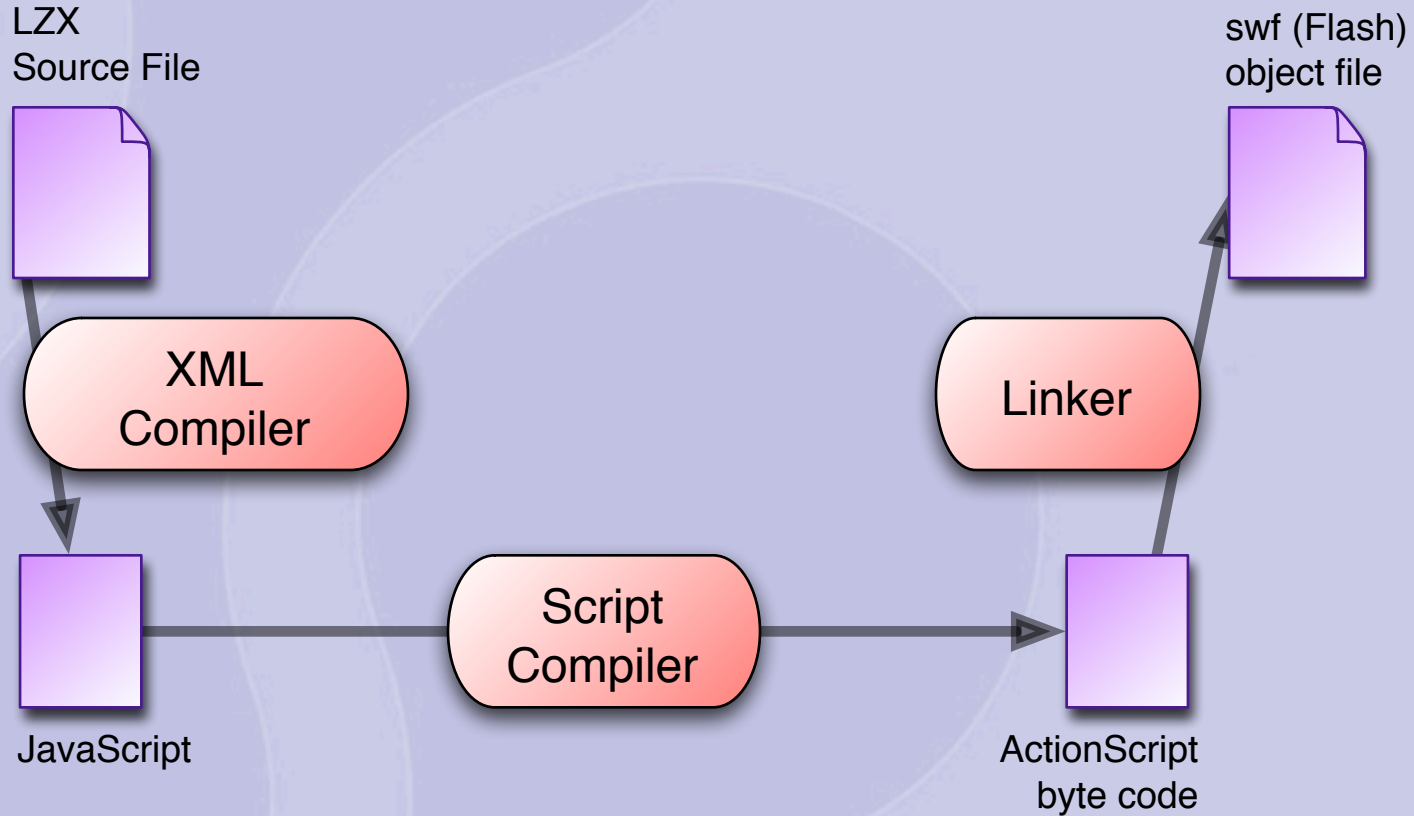 LZX
Source File
swf (Flash)
object file
XML
Compiler
Linker
Script
Compiler
JavaScript
ActionScript
byte code